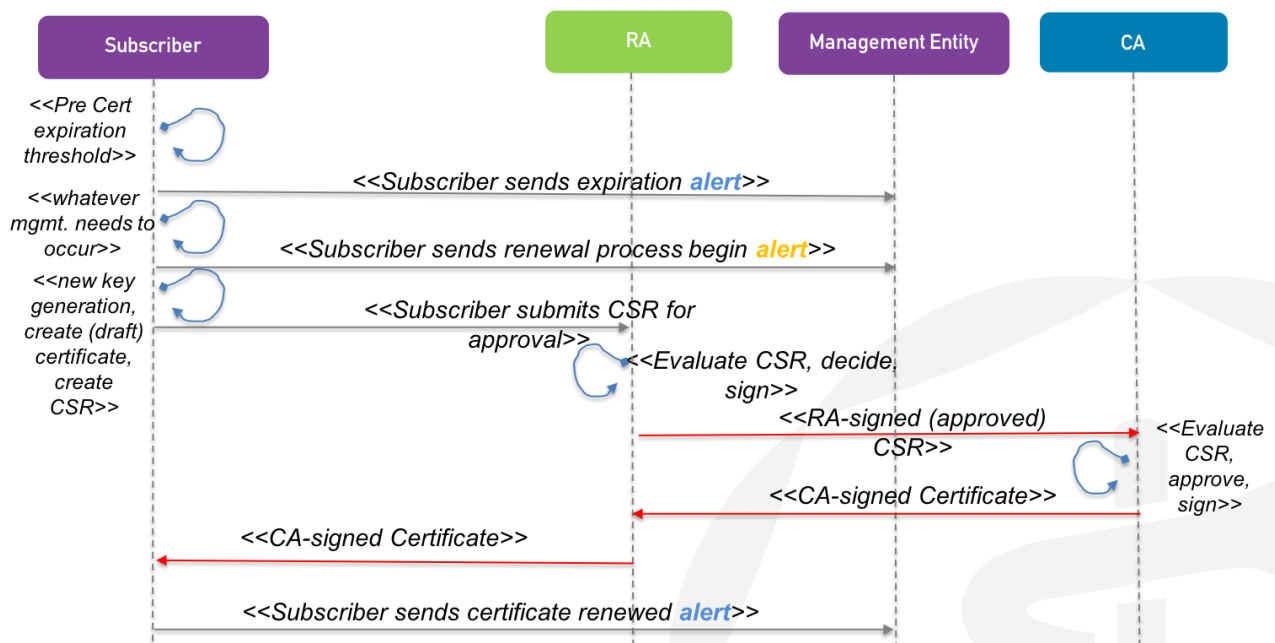 Subscriber
RA
Management Entity
CA
<<Pre Cert
expiration
threshold>>
<<Subscriber sends expiration alert>>
<<whatever
mgmt. needs to
occur>>
<<Subscriber sends renewal process begin alert>>
<<new key
generation,
create (draft)
certificate,
create
CSR>>
<<Subscriber submits CSR for
approval>>
<<Evaluate CSR, decide,
sign>>
<<RA-signed (approved)
CSR>>
<<Evaluate
CSR,
approve,
sign>>
<<CA-signed Certificate>>
<<CA-signed Certificate>>
<<Subscriber sends certificate renewed alert>>